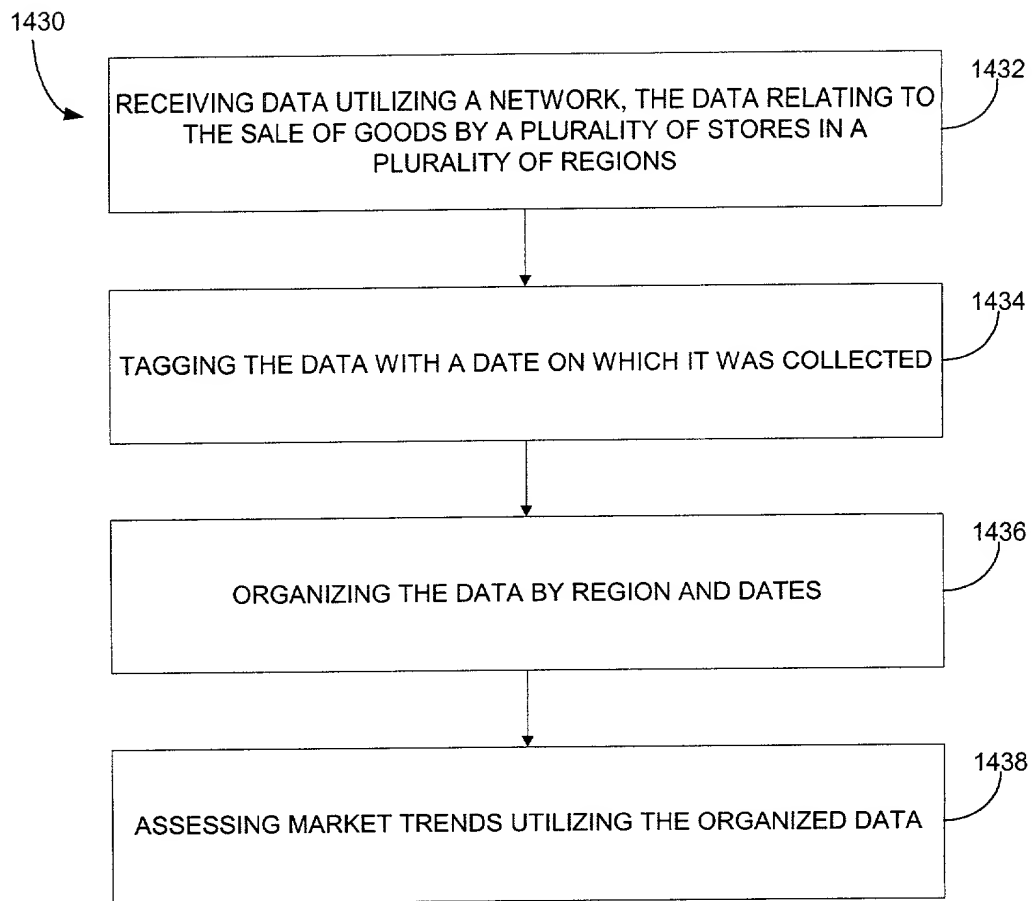 1430
1432
RECEIVING DATA UTILIZING A NETWORK, THE DATA RELATING TO
THE SALE OF GOODS BY A PLURALITY OF STORES IN A
PLURALITY OF REGIONS
1434
TAGGING THE DATA WITH A DATE ON WHICH IT WAS COLLECTED
1436
ORGANIZING THE DATA BY REGION AND DATES
1438
ASSESSING MARKET TRENDS UTILIZING THE ORGANIZED DATA